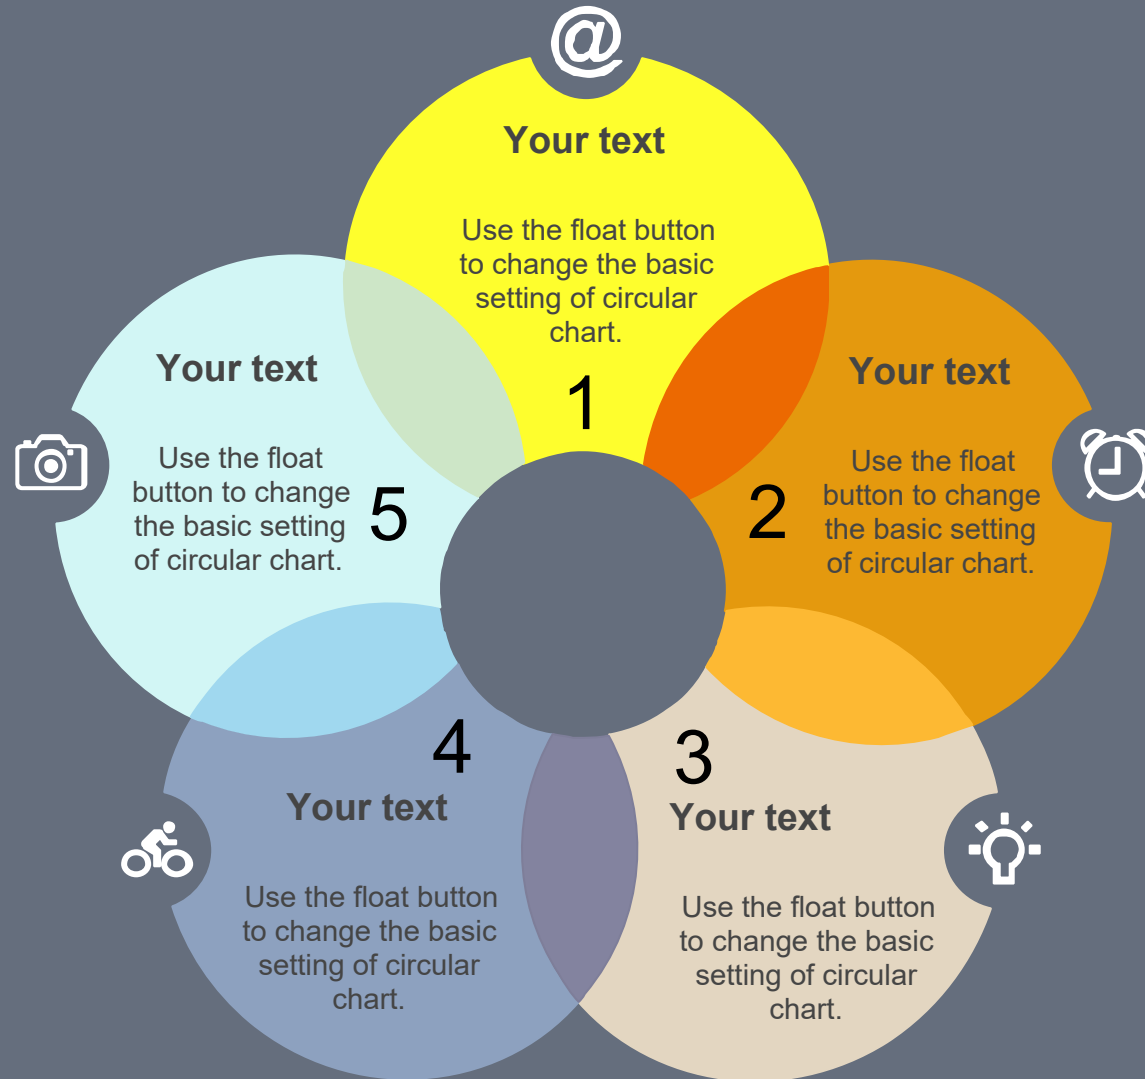 @
Your text
Use the float button
to change the basic
setting of circular
chart.
1
Your text
Use the float
button to change
the basic setting
of circular chart.
2
3
Your text
Use the float button
to change the basic
setting of circular
chart.
4
Your text
Use the float button
to change the basic
setting of circular
chart.
Your text
Use the float
button to change
the basic setting
of circular chart.
5